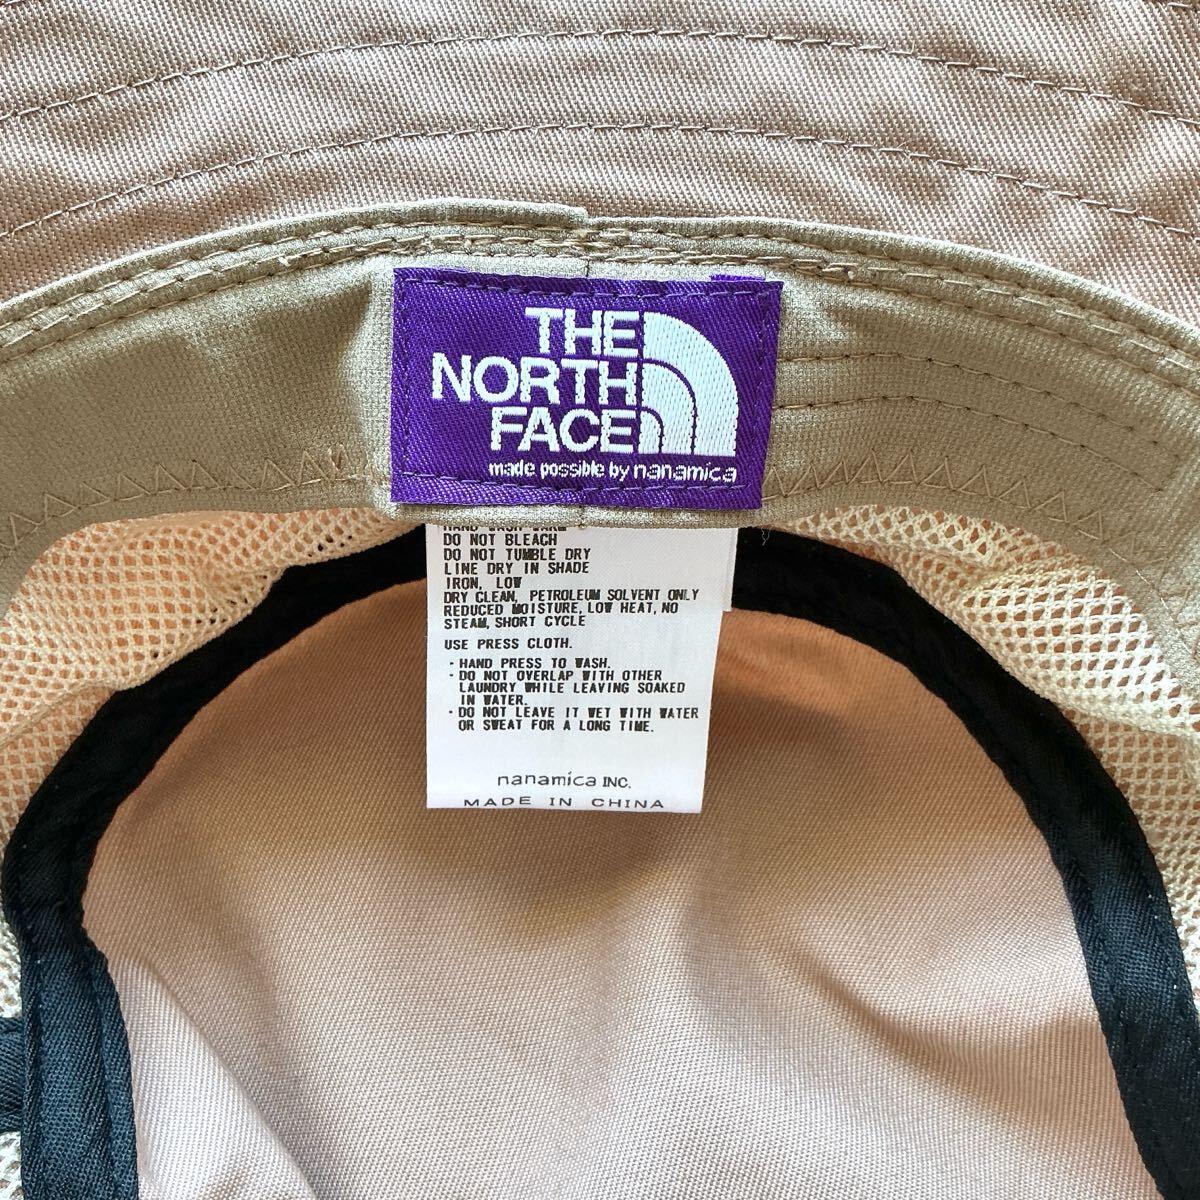 THE
NORTH
FACE
made possible by nanamica
HAND WASH WARM
DO NOT BLEACH
DO NOT TUMBLE DRY
LINE DRY IN SHADE
IRON, LOW
DRY CLEAN, PETROLEUM SOLVENT ONLY
REDUCED MOISTURE, LOW HEAT, NO
STEAM, SHORT CYCLE
USE PRESS CLOTH.
・HAND PRESS TO WASH.
・DO NOT OVERLAP WITH OTHER
LAUNDRY WHILE LEAVING SOAKED
IN WATER.
・DO NOT LEAVE IT WET WITH WATER
OR SWEAT FOR A LONG TIME.
nanamica INC.
MADE IN CHINA